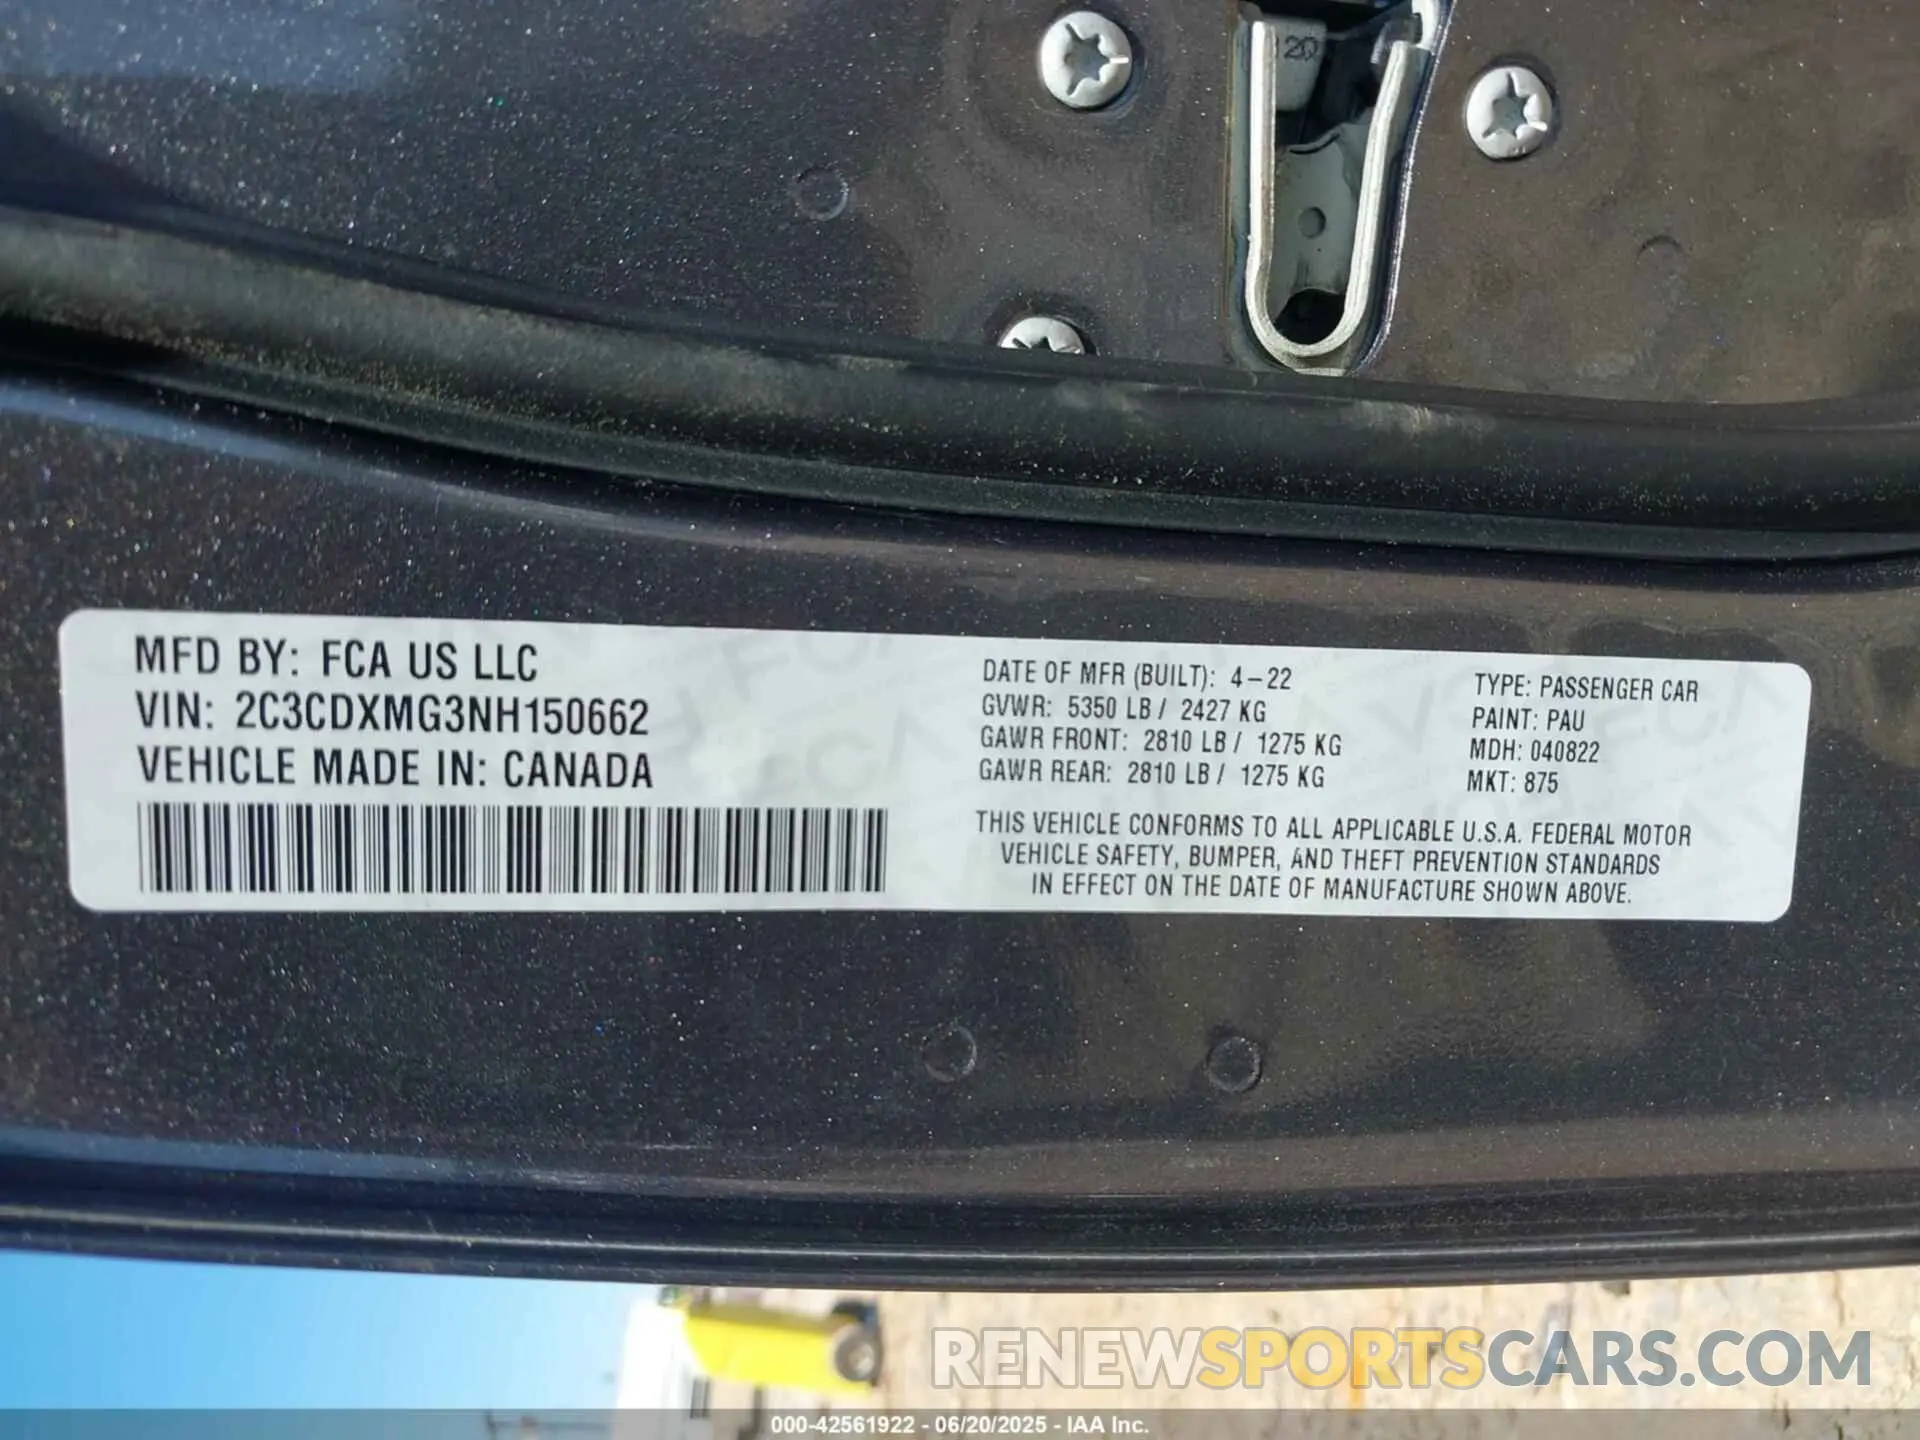 20
MFD BY: FCA US LLC
VIN: 2C3CDXMG3NH150662
VEHICLE MADE IN: CANADA
DATE OF MFR (BUILT): 4-22
GVWR: 5350 LB / 2427 KG
GAWR FRONT: 2810 LB / 1275 KG
GAWR REAR: 2810 LB / 1275 KG
TYPE: PASSENGER CAR
PAINT: PAU
MDH: 040822
MKT: 875
THIS VEHICLE CONFORMS TO ALL APPLICABLE U.S.A. FEDERAL MOTOR
VEHICLE SAFETY, BUMPER, AND THEFT PREVENTION STANDARDS
IN EFFECT ON THE DATE OF MANUFACTURE SHOWN ABOVE.
RENEWSPORTSCARS.COM
000-42561922 - 06/20/2025 - IAA Inc.